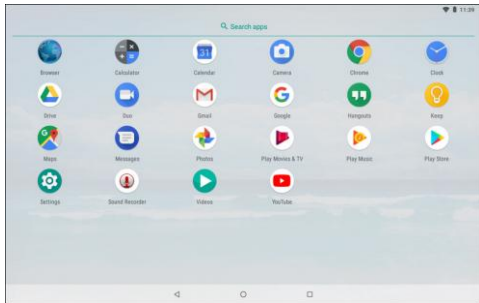 11:39
Search apps
Browser Calculator Calendar Camera Chrome Clock
Drive Duo Gmail Google Hangouts Keep
Maps Messages Photos Play Movies & TV Play Music Play Store
Settings Sound Recorder Videos YouTube